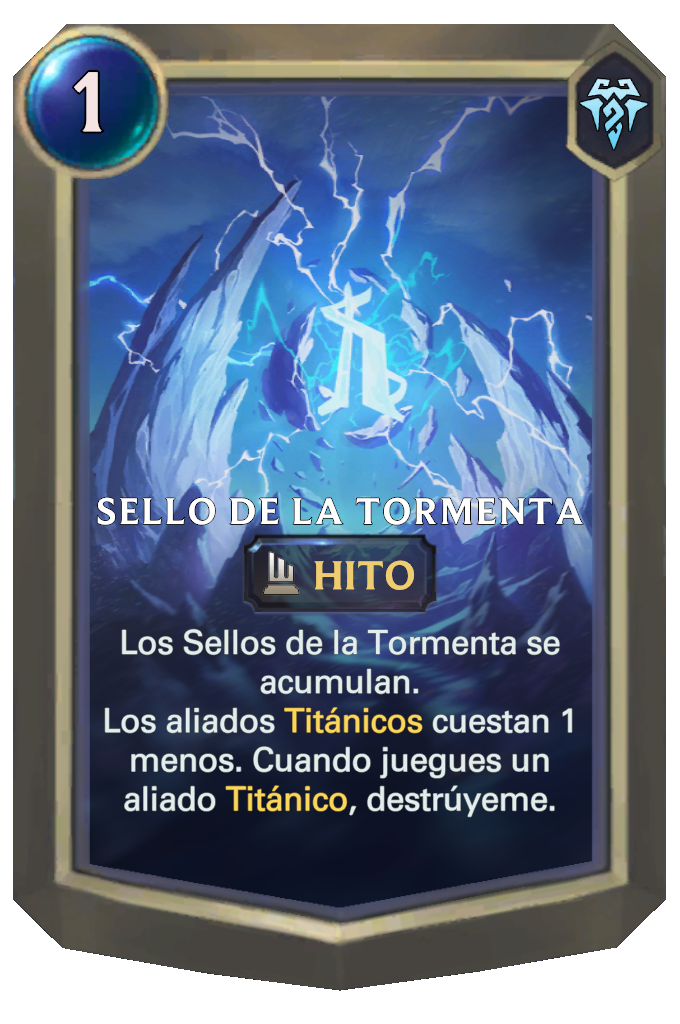 1
SELLO DE LA TORMENTA
HITO
Los Sellos de la Tormenta se
acumulan.
Los aliados Titánicos cuestan 1
menos. Cuando juegues un
aliado Titánico, destrúyeme.